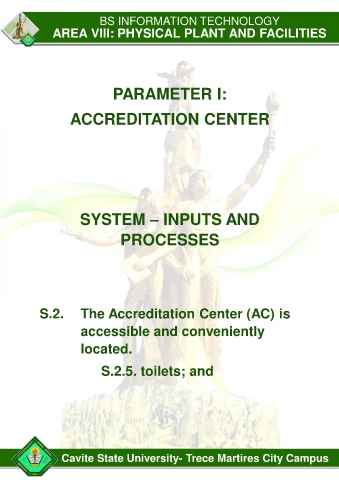 BS INFORMATION TECHNOLOGY
AREA VIII: PHYSICAL PLANT AND FACILITIES
PARAMETER I:
ACCREDITATION CENTER
SYSTEM – INPUTS AND
PROCESSES
S.2. The Accreditation Center (AC) is
accessible and conveniently
located.
S.2.5. toilets; and
Cavite State University- Trece Martires City Campus